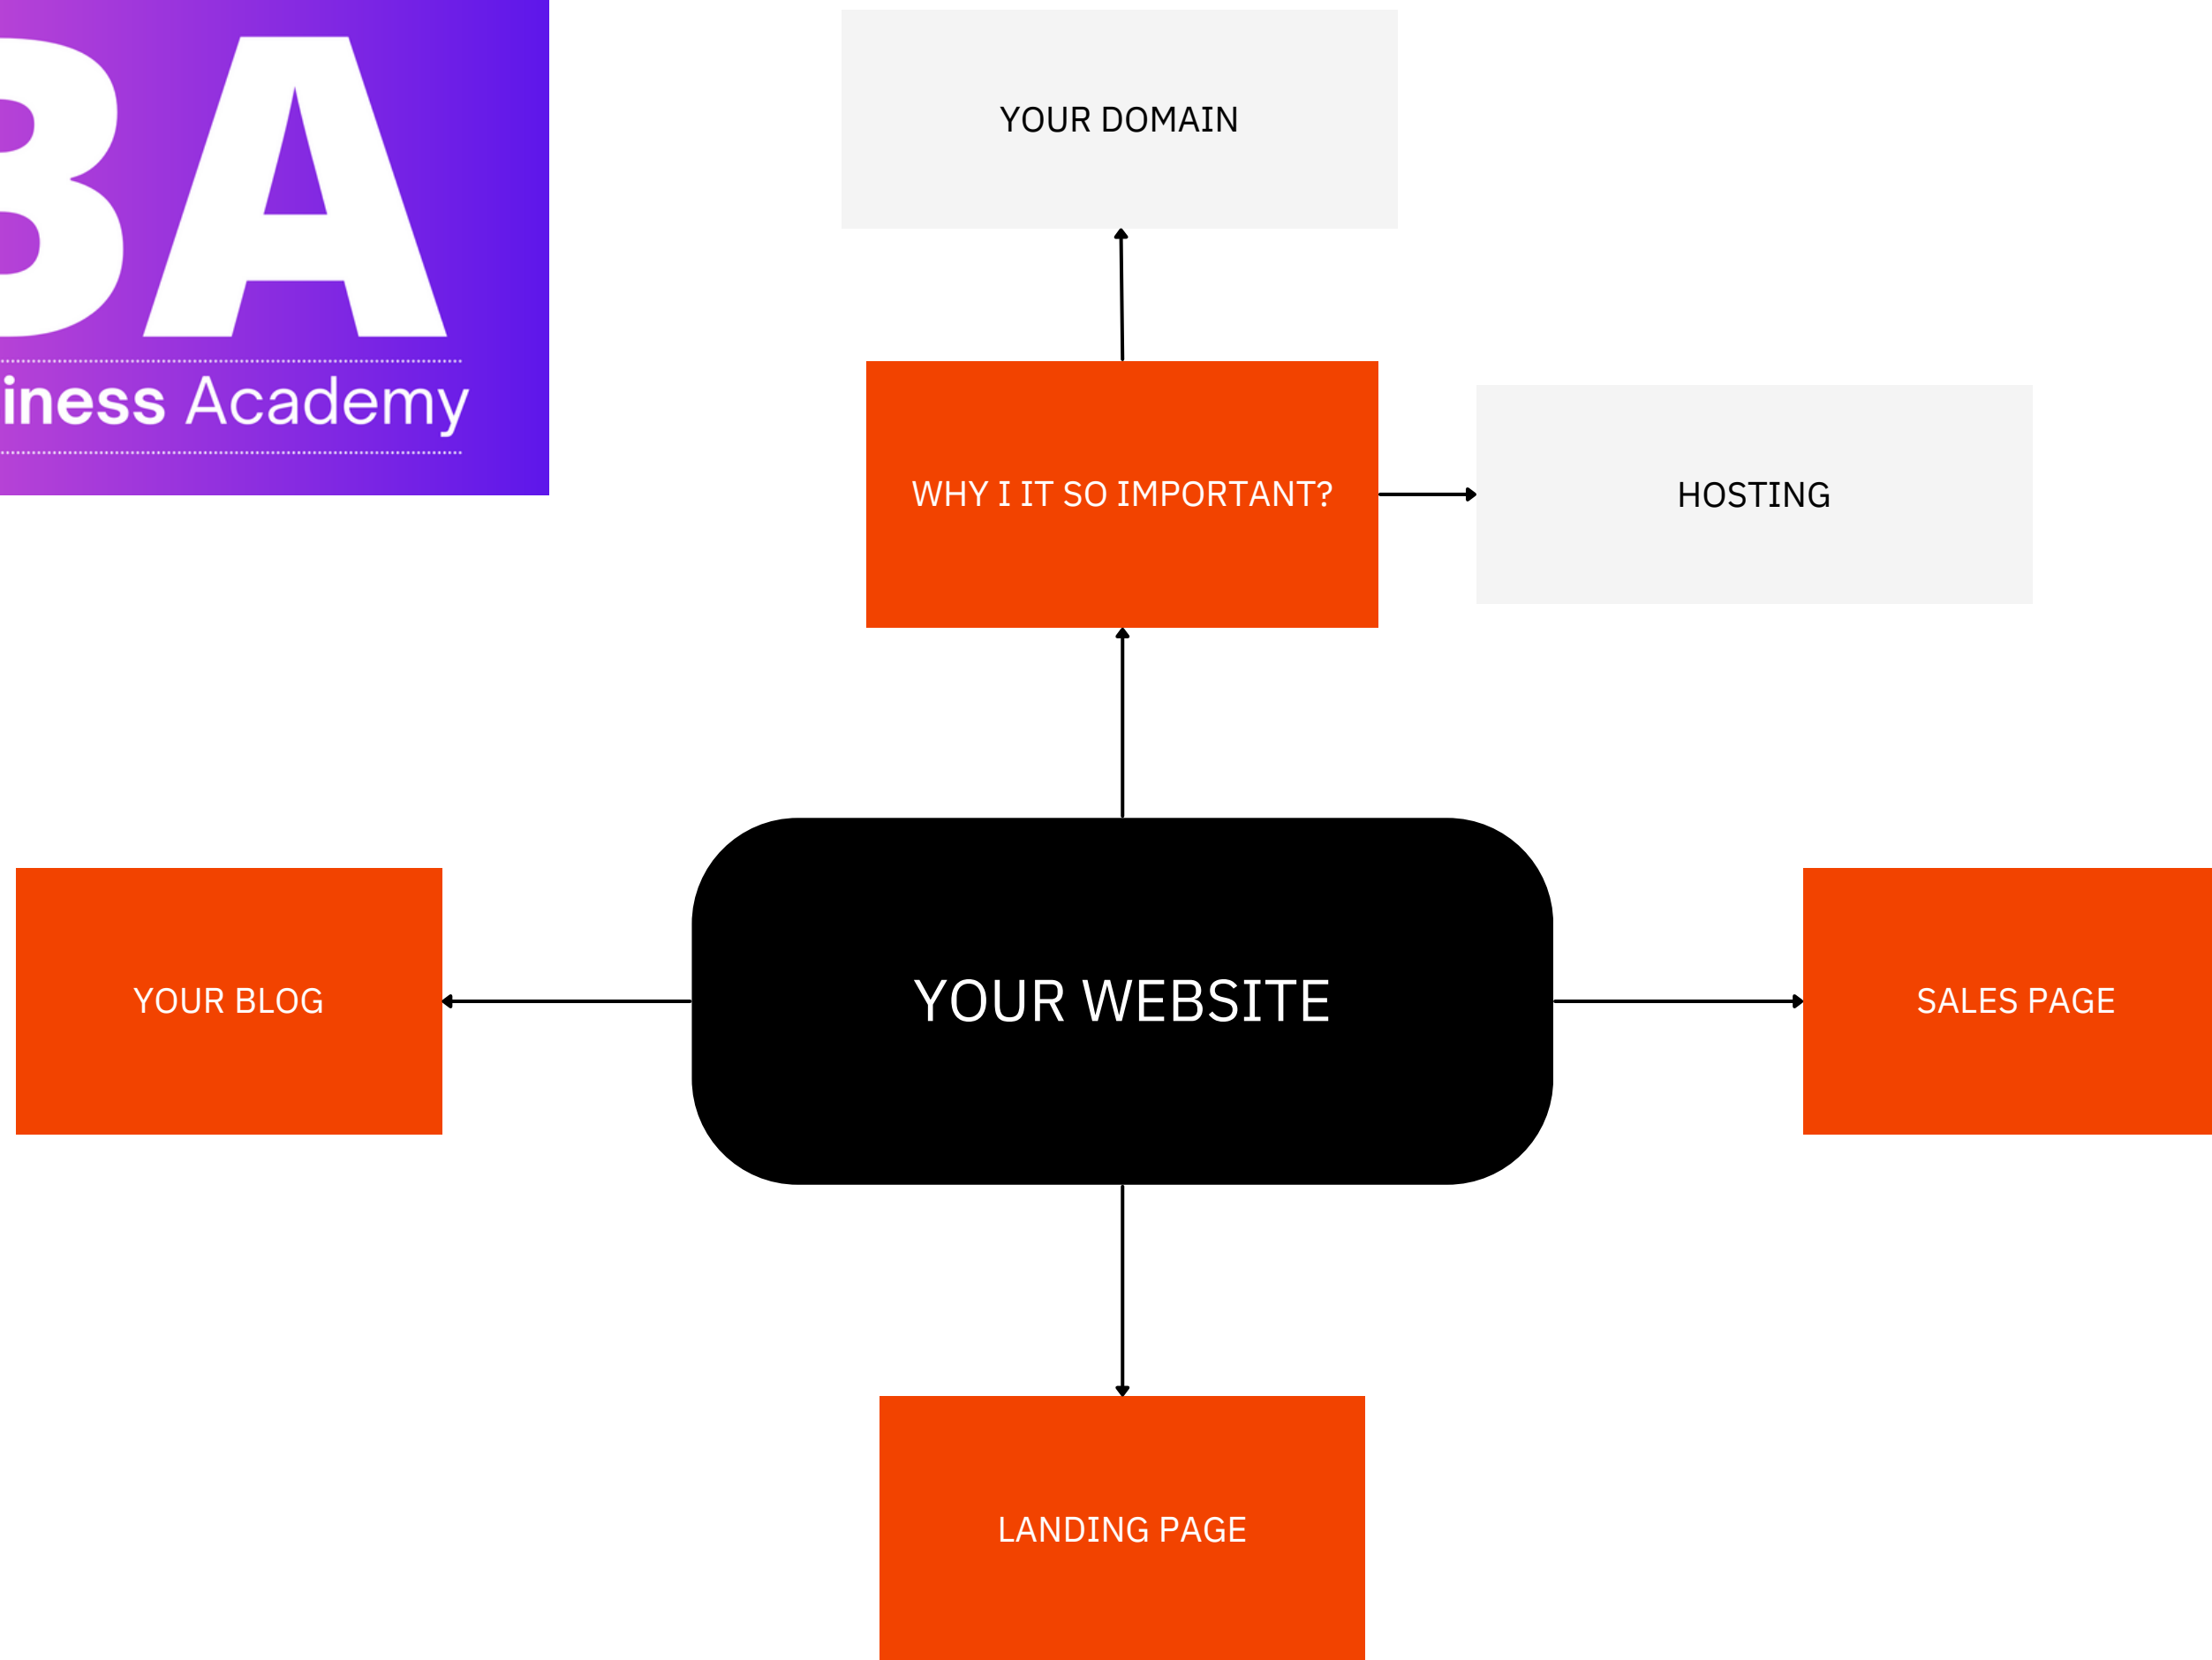 BA
iness Academy
YOUR DOMAIN
WHY I IT SO IMPORTANT?
HOSTING
YOUR BLOG
YOUR WEBSITE
SALES PAGE
LANDING PAGE